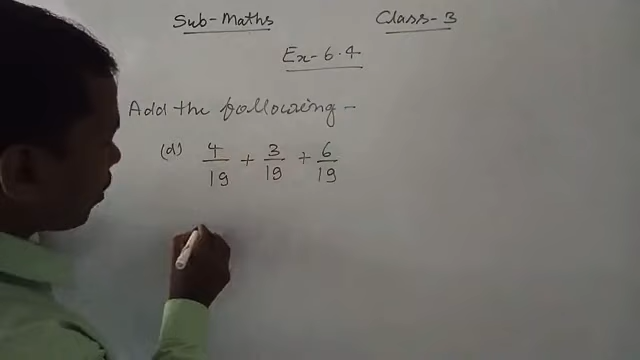 Sub-Maths Class-3
Ex-6.4
Add the following -
(d) 4/19 + 3/19 + 6/19